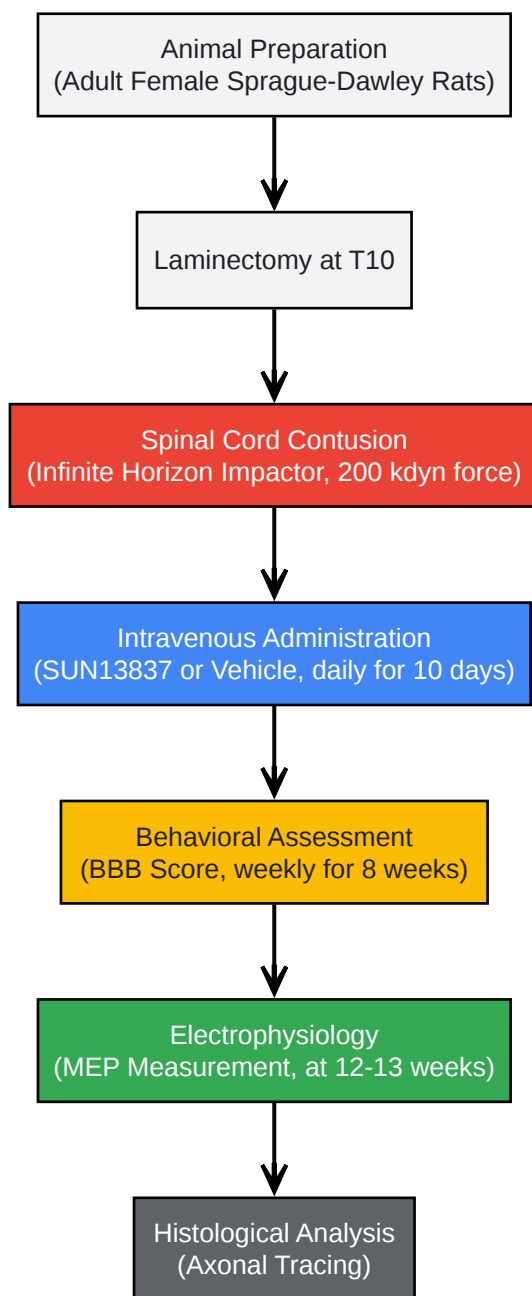 Animal Preparation
(Adult Female Sprague-Dawley Rats)
Laminectomy at T10
Spinal Cord Contusion
(Infinite Horizon Impactor, 200 kdyn force)
Intravenous Administration
(SUN13837 or Vehicle, daily for 10 days)
Behavioral Assessment
(BBB Score, weekly for 8 weeks)
Electrophysiology
(MEP Measurement, at 12-13 weeks)
Histological Analysis
(Axonal Tracing)